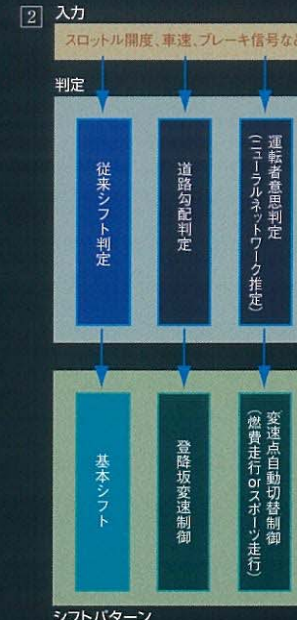 2 入力
スロットル開度、車速、ブレーキ信号な
判定
従来シフト判定
道路勾配判定
運転者意思判定
(ニューラルネットワーク推定)
基本シフト
登降坂変速制御
変速点自動切替制御
(燃費走行orスポーツ走行)
シフトパターン